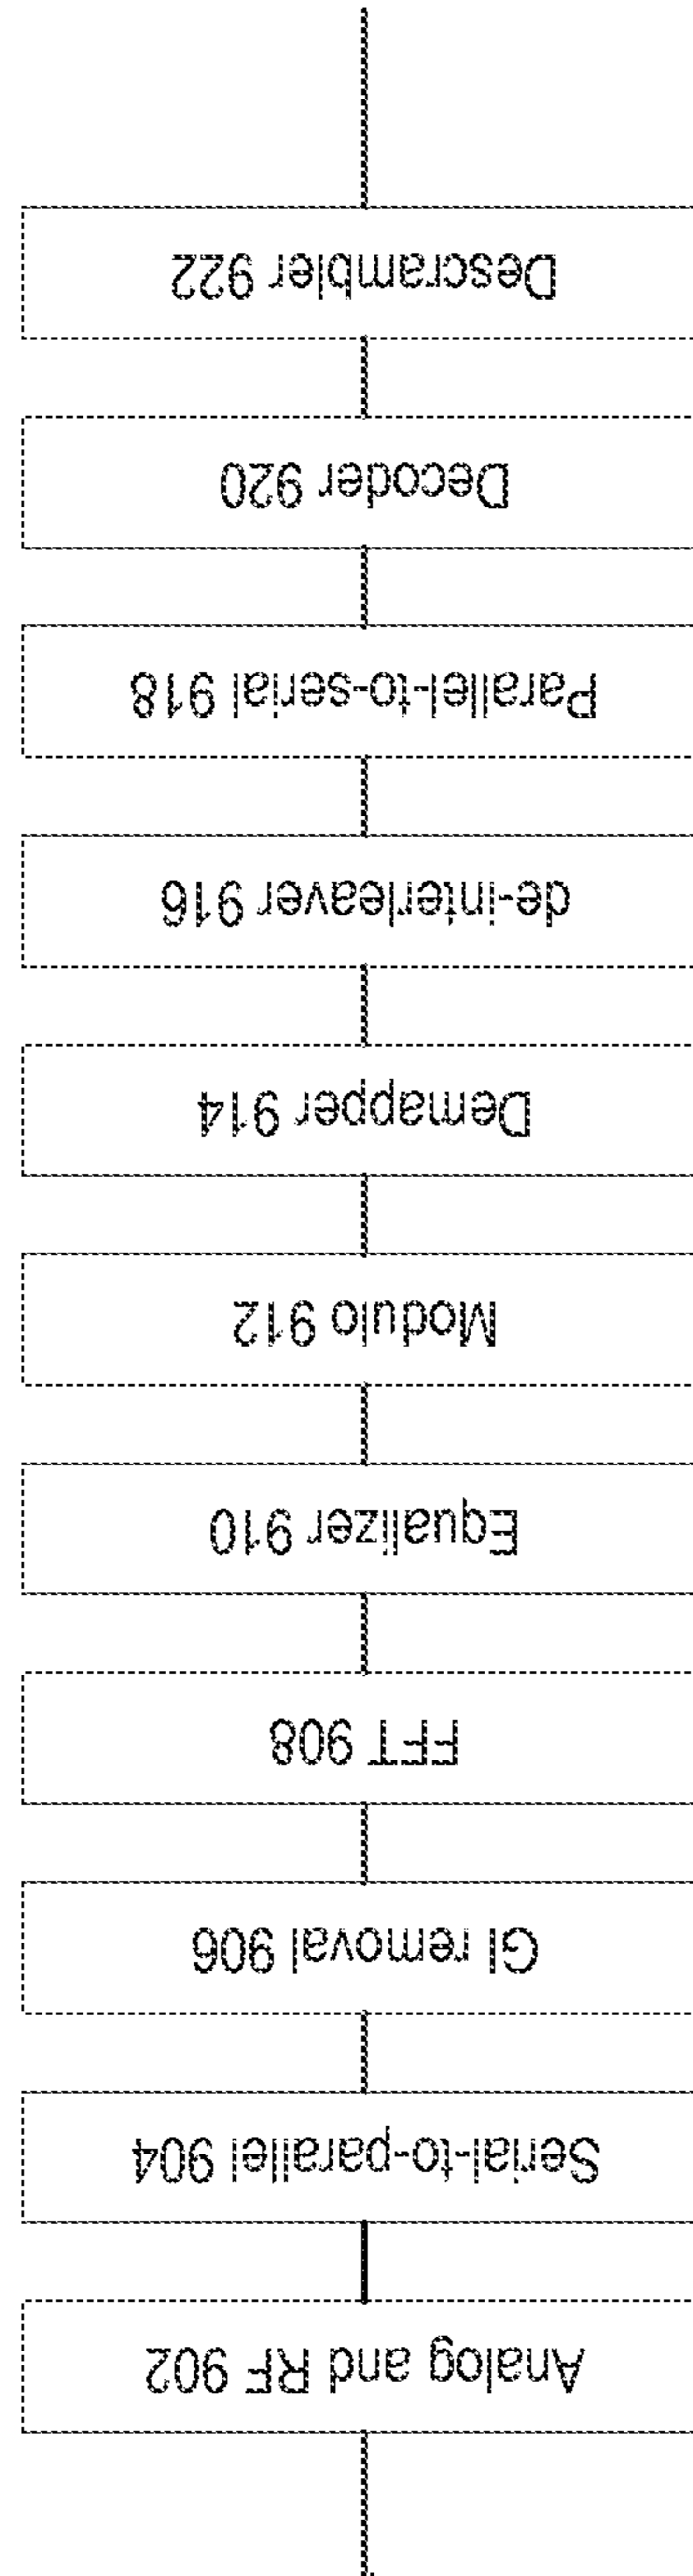 Analog and RF 902
Serial-to-parallel 904
GI removal 906
FFT 908
Equalizer 910
Modulo 912
Demapper 914
de-interleaver 916
Parallel-to-serial 918
Decoder 920
Descrambler 922